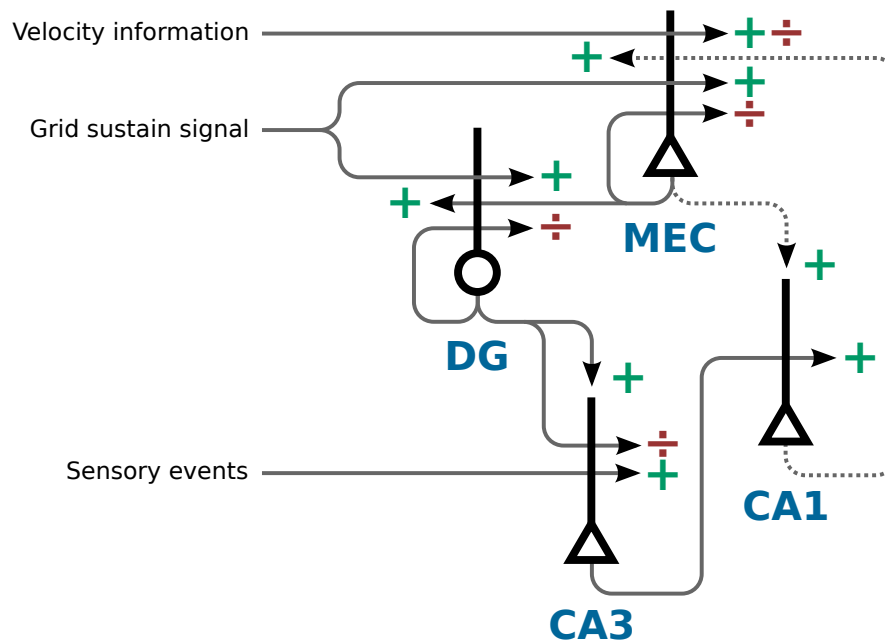 Velocity information
+ ÷
+
+
Grid sustain signal
÷
+
+
MEC
÷
+
DG
+
+
÷
Sensory events
+
CA1
CA3